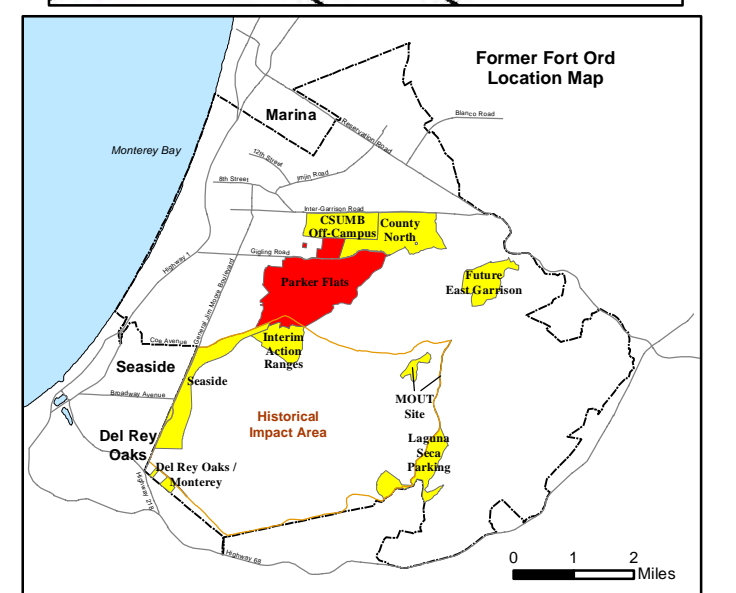 Former Fort Ord
Location Map
Marina
Blanco Road
Reservation Road
Monterey Bay
12th Street
Imjin Road
8th Street
Inter-Garrison Road
CSUMB
Off-Campus
County
North
Gigling Road
Highway 1
General Jim Moore Boulevard
Parker Flats
Future
East Garrison
Coe Avenue
Interim
Action
Ranges
Seaside
Seaside
Broadway Avenue
MOUT
Site
Historical
Impact Area
Del Rey
Oaks
Laguna
Seca
Parking
Del Rey Oaks /
Monterey
Highway 218
Highway 68
0 1 2
Miles